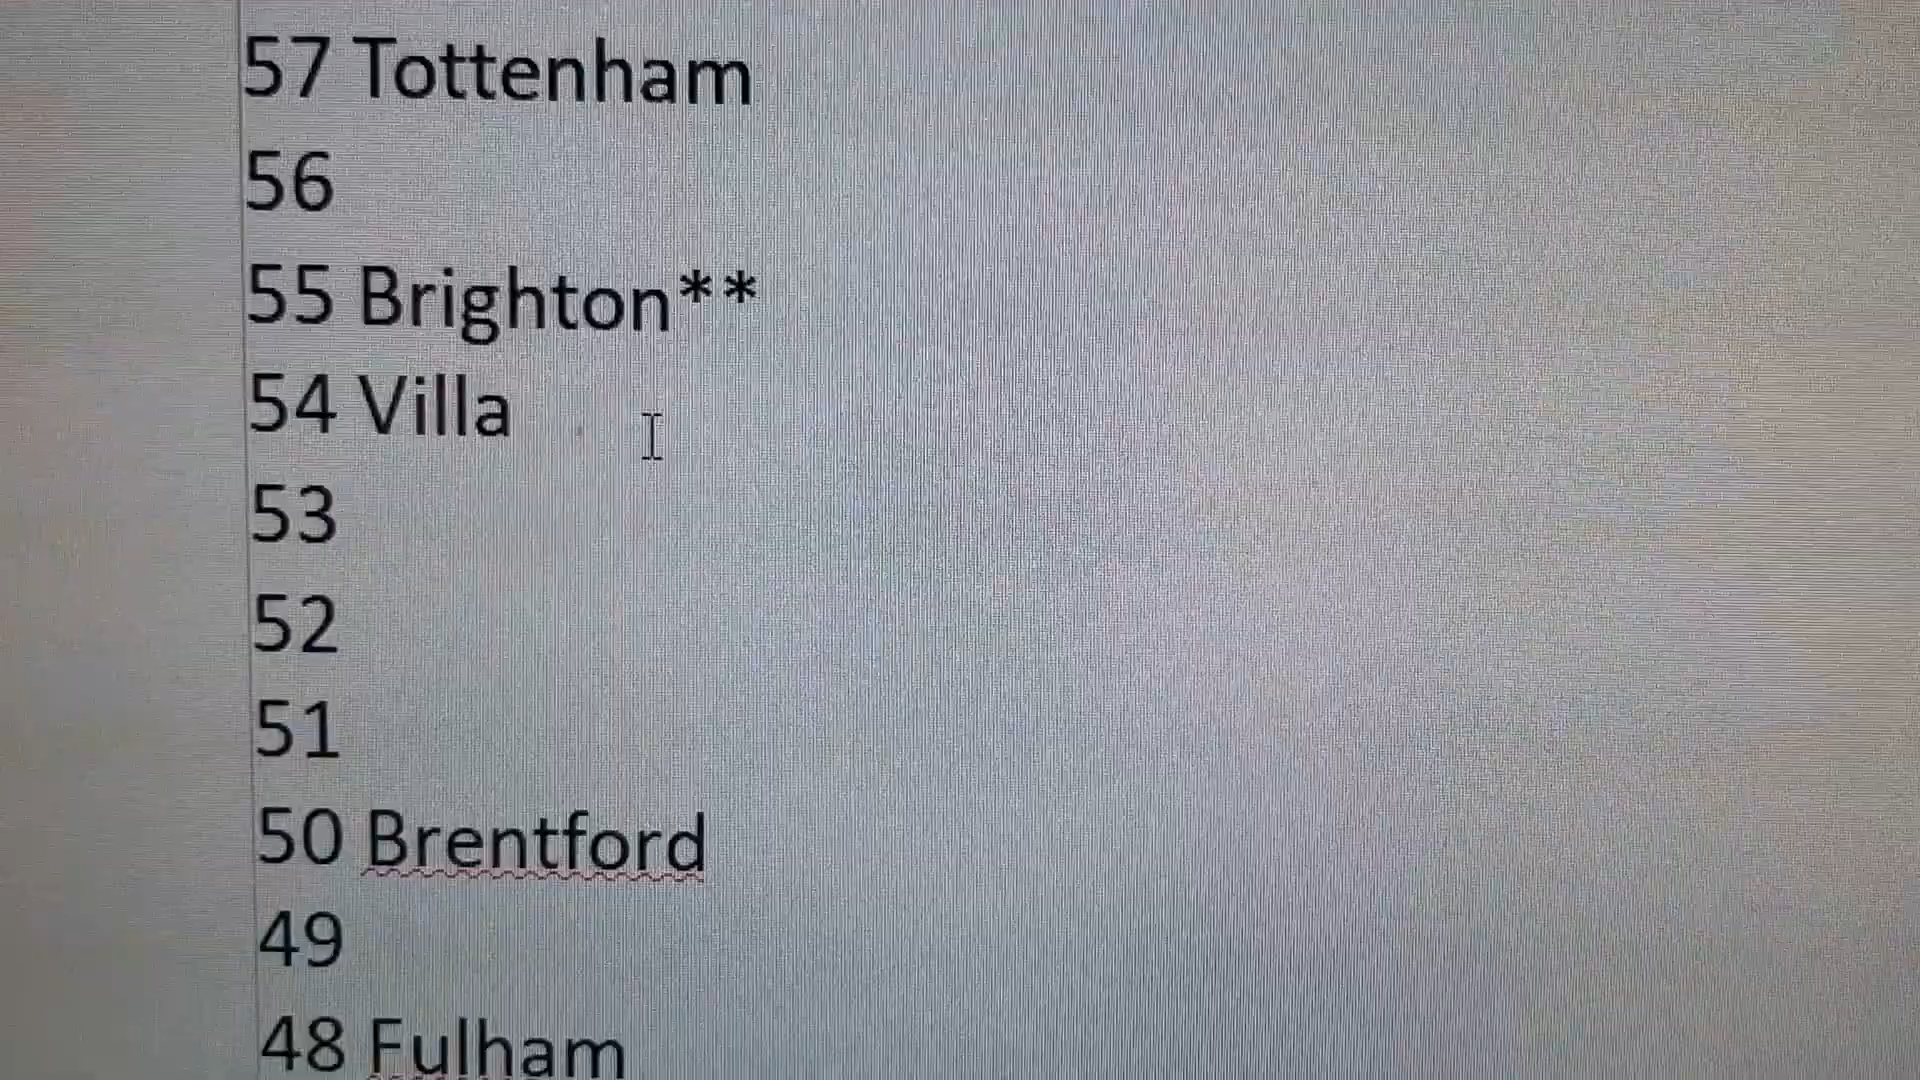 57 Tottenham
56
55 Brighton**
54 Villa
53
52
51
50 Brentford
49
48 Fulham